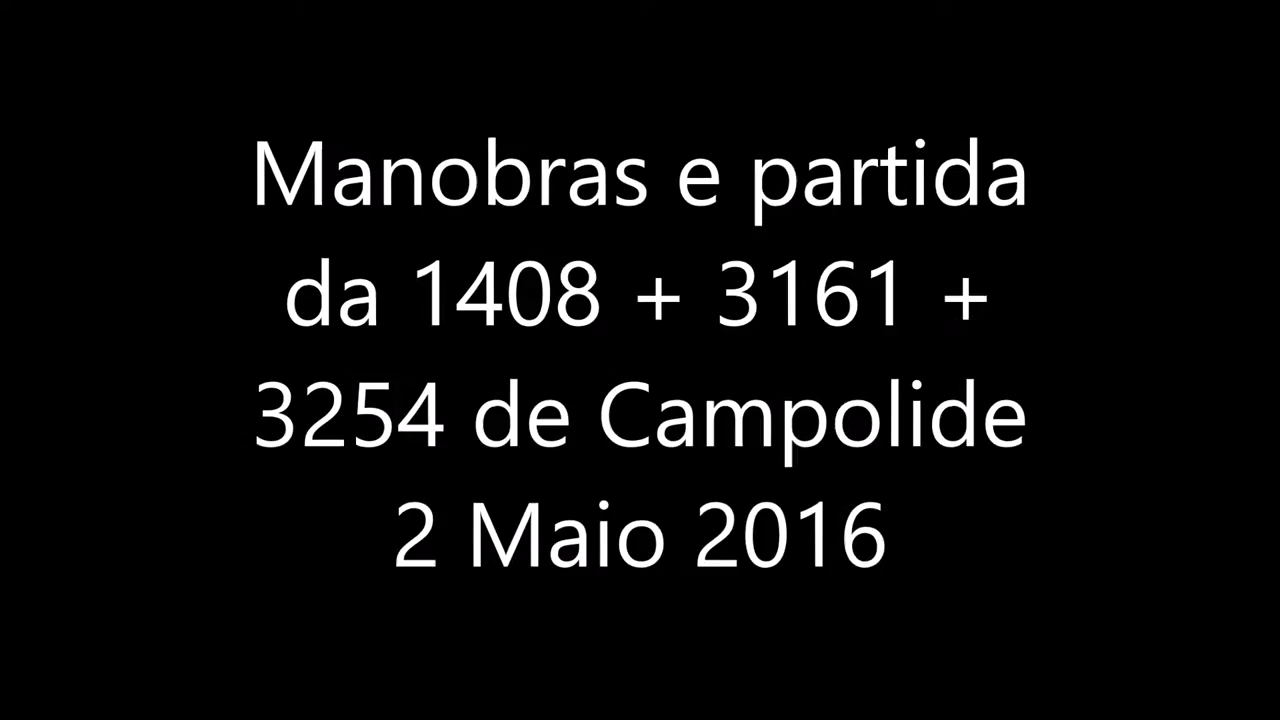 Manobras e partida
da 1408 + 3161 +
3254 de Campolide
2 Maio 2016